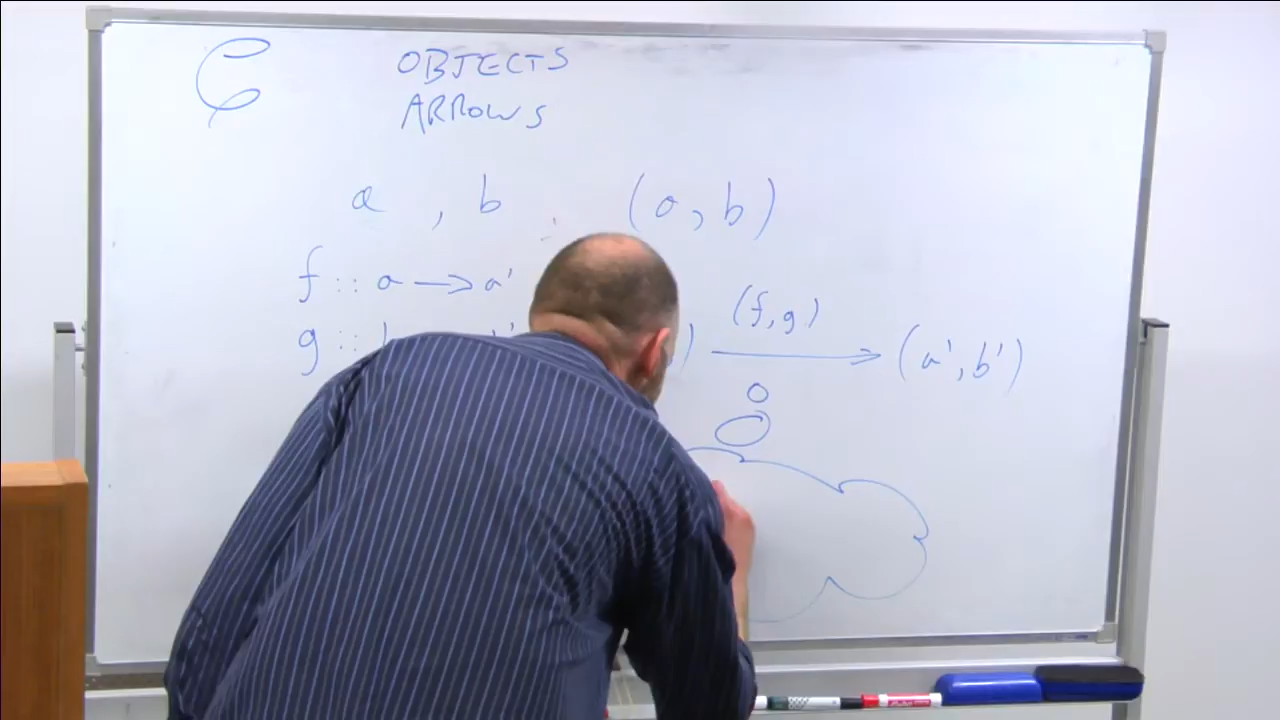 C OBJECTS
ARROWS
a , b (a, b)
f :: a → a'
g :: ) (f,g) → (a', b')